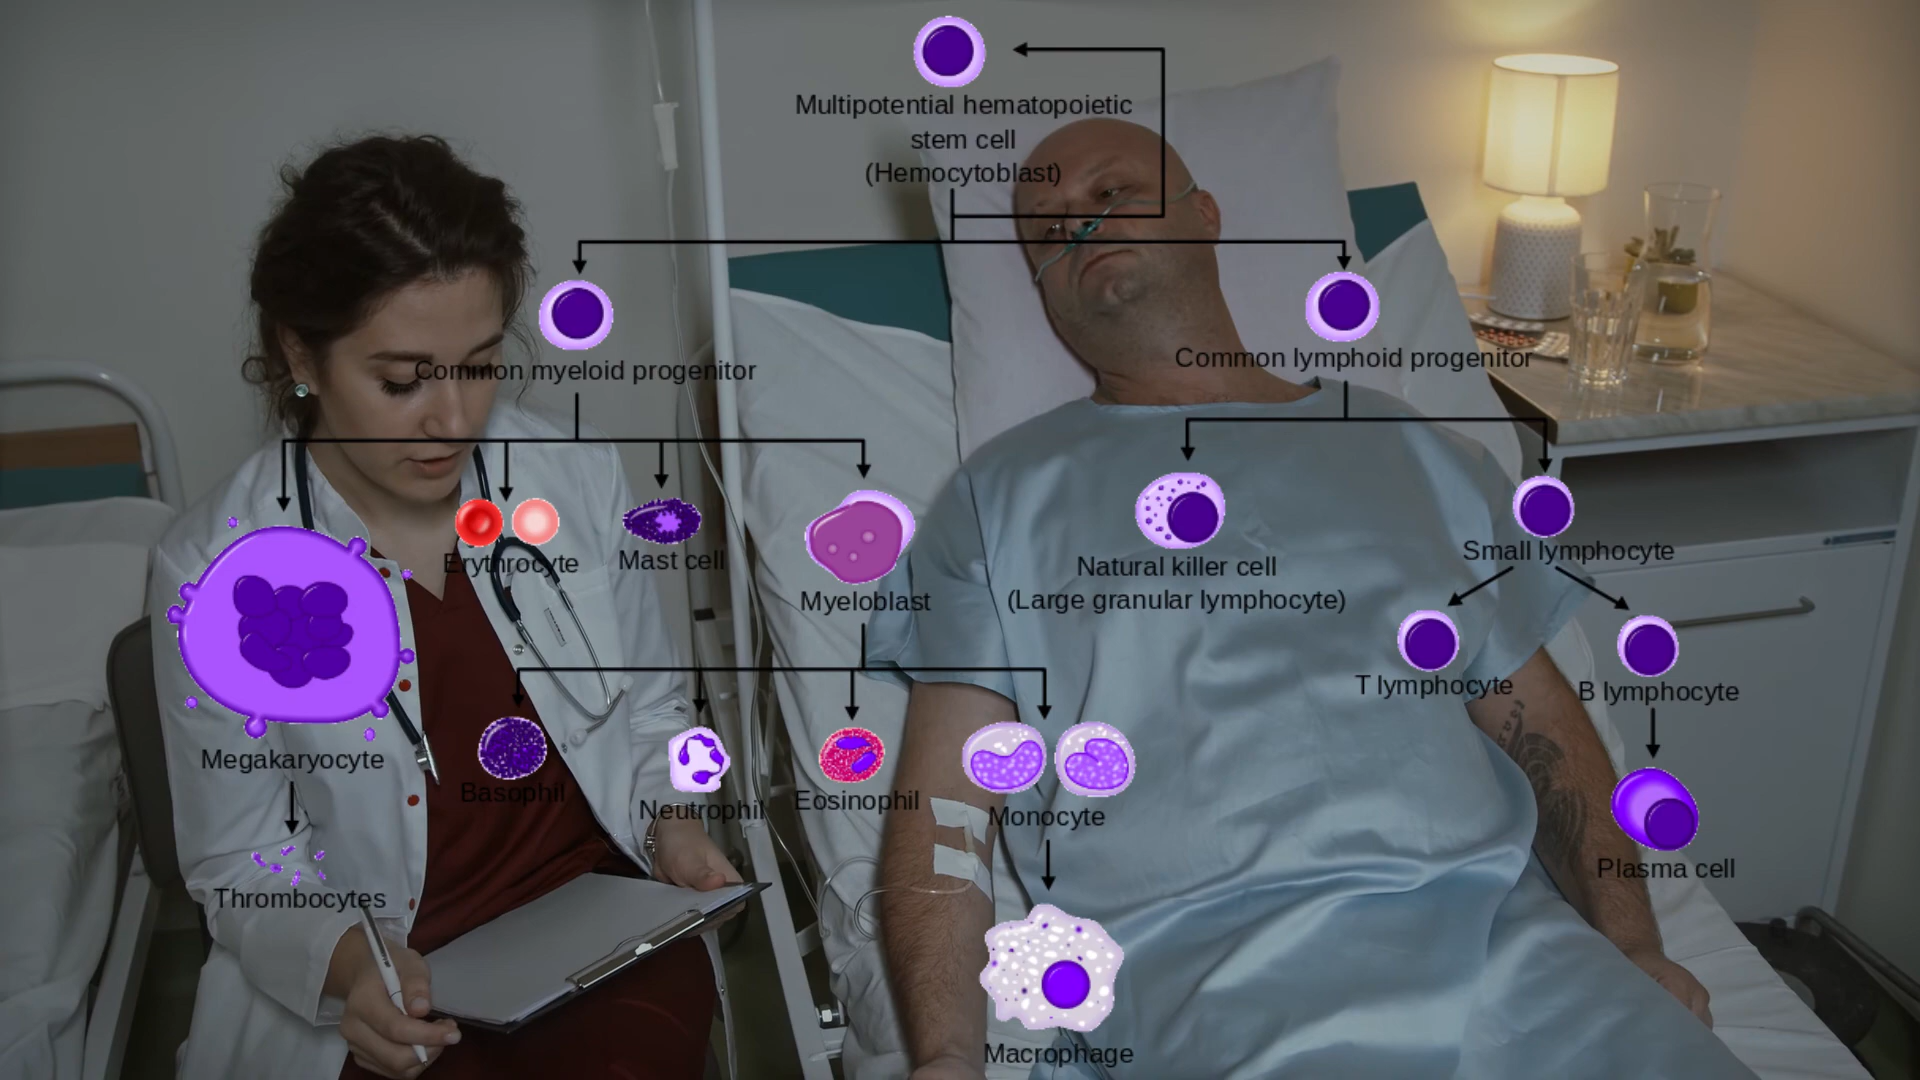 Multipotential hematopoietic
stem cell
(Hemocytoblast)
Common myeloid progenitor
Common lymphoid progenitor
Erythrocyte
Mast cell
Myeloblast
Natural killer cell
(Large granular lymphocyte)
Small lymphocyte
T lymphocyte
B lymphocyte
Megakaryocyte
Basophil
Neutrophil
Eosinophil
Monocyte
Thrombocytes
Plasma cell
Macrophage